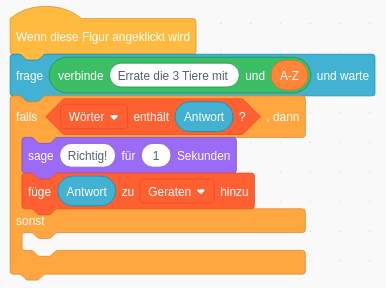 Wenn diese Figur angeklickt wird
frage verbinde Errate die 3 Tiere mit und A-Z und warte
falls Wörter enthält Antwort ? , dann
sage Richtig! für 1 Sekunden
füge Antwort zu Geraten hinzu
sonst